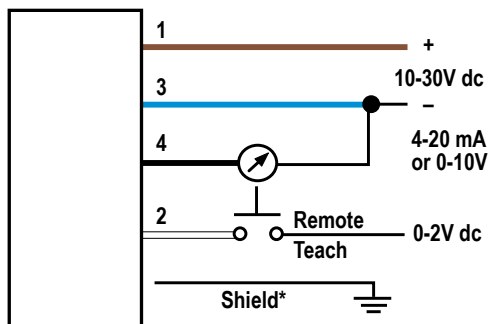 1
+
10-30V dc
3
–
4-20 mA
or 0-10V
4
2
Remote
Teach
0-2V dc
Shield*